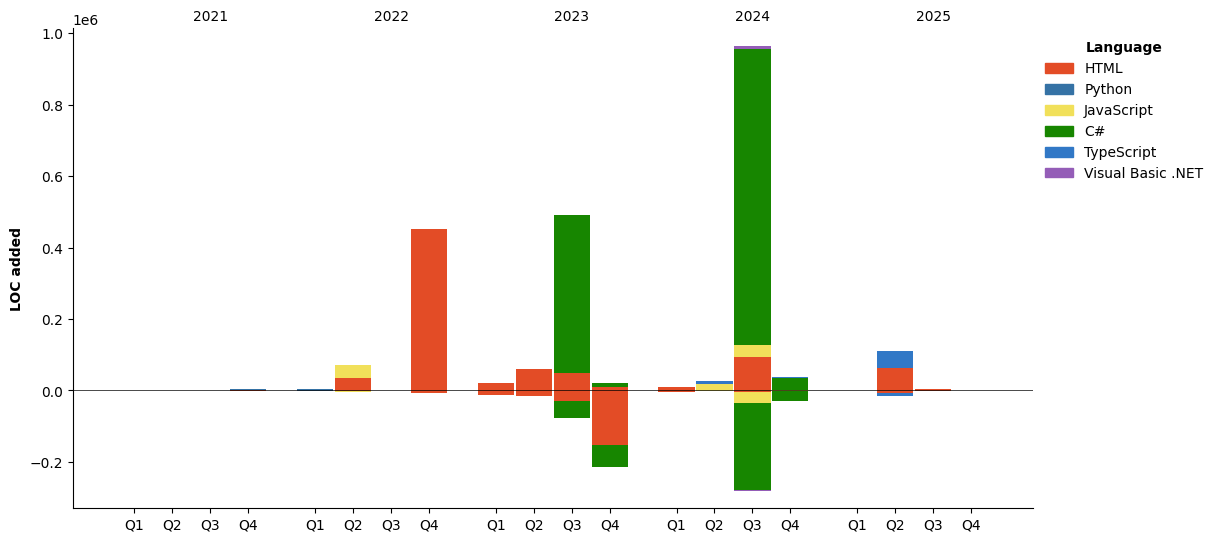 2021 2022 2023 2024 2025
1e6
1.0
0.8
0.6
0.4
0.2
0.0
−0.2
LOC added
Q1 Q2 Q3 Q4 Q1 Q2 Q3 Q4 Q1 Q2 Q3 Q4 Q1 Q2 Q3 Q4 Q1 Q2 Q3 Q4
Language
HTML
Python
JavaScript
C#
TypeScript
Visual Basic .NET